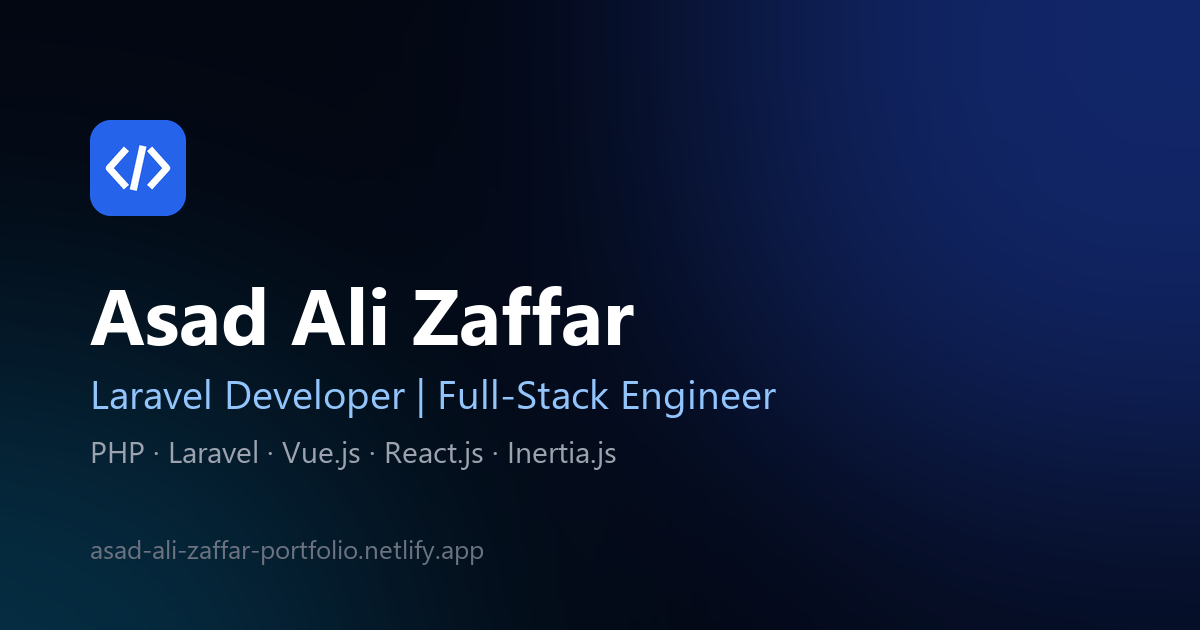 Asad Ali Zaffar
Laravel Developer | Full-Stack Engineer
PHP · Laravel · Vue.js · React.js · Inertia.js
asad-ali-zaffar-portfolio.netlify.app